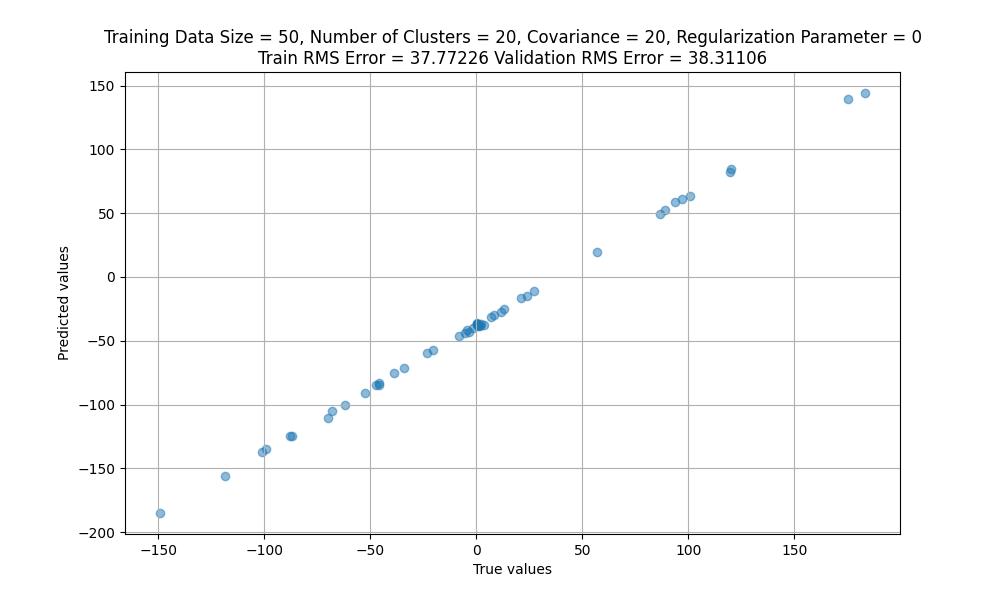 Training Data Size = 50, Number of Clusters = 20, Covariance = 20, Regularization Parameter = 0
Train RMS Error = 37.77226 Validation RMS Error = 38.31106
150
100
50
0
−50
−100
−150
−200
Predicted values
−150 −100 −50 0 50 100 150
True values